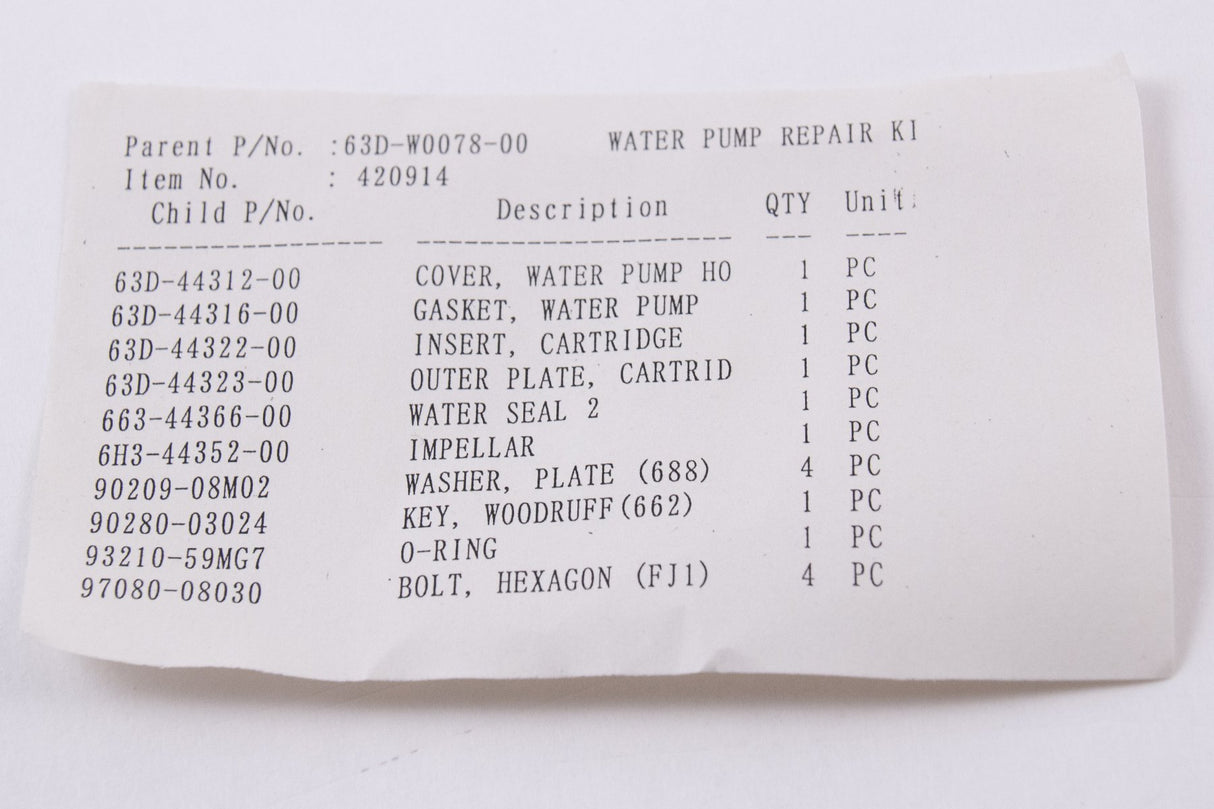 Parent P/No. :63D-W0078-00 WATER PUMP REPAIR KI
Item No. : 420914
Child P/No. Description QTY Unit
----------------- -------------------- --- ----
63D-44312-00 COVER, WATER PUMP HO 1 PC
63D-44316-00 GASKET, WATER PUMP 1 PC
63D-44322-00 INSERT, CARTRIDGE 1 PC
63D-44323-00 OUTER PLATE, CARTRID 1 PC
663-44366-00 WATER SEAL 2 1 PC
6H3-44352-00 IMPELLAR 1 PC
90209-08M02 WASHER, PLATE (688) 4 PC
90280-03024 KEY, WOODRUFF(662) 1 PC
93210-59MG7 O-RING 1 PC
97080-08030 BOLT, HEXAGON (FJ1) 4 PC